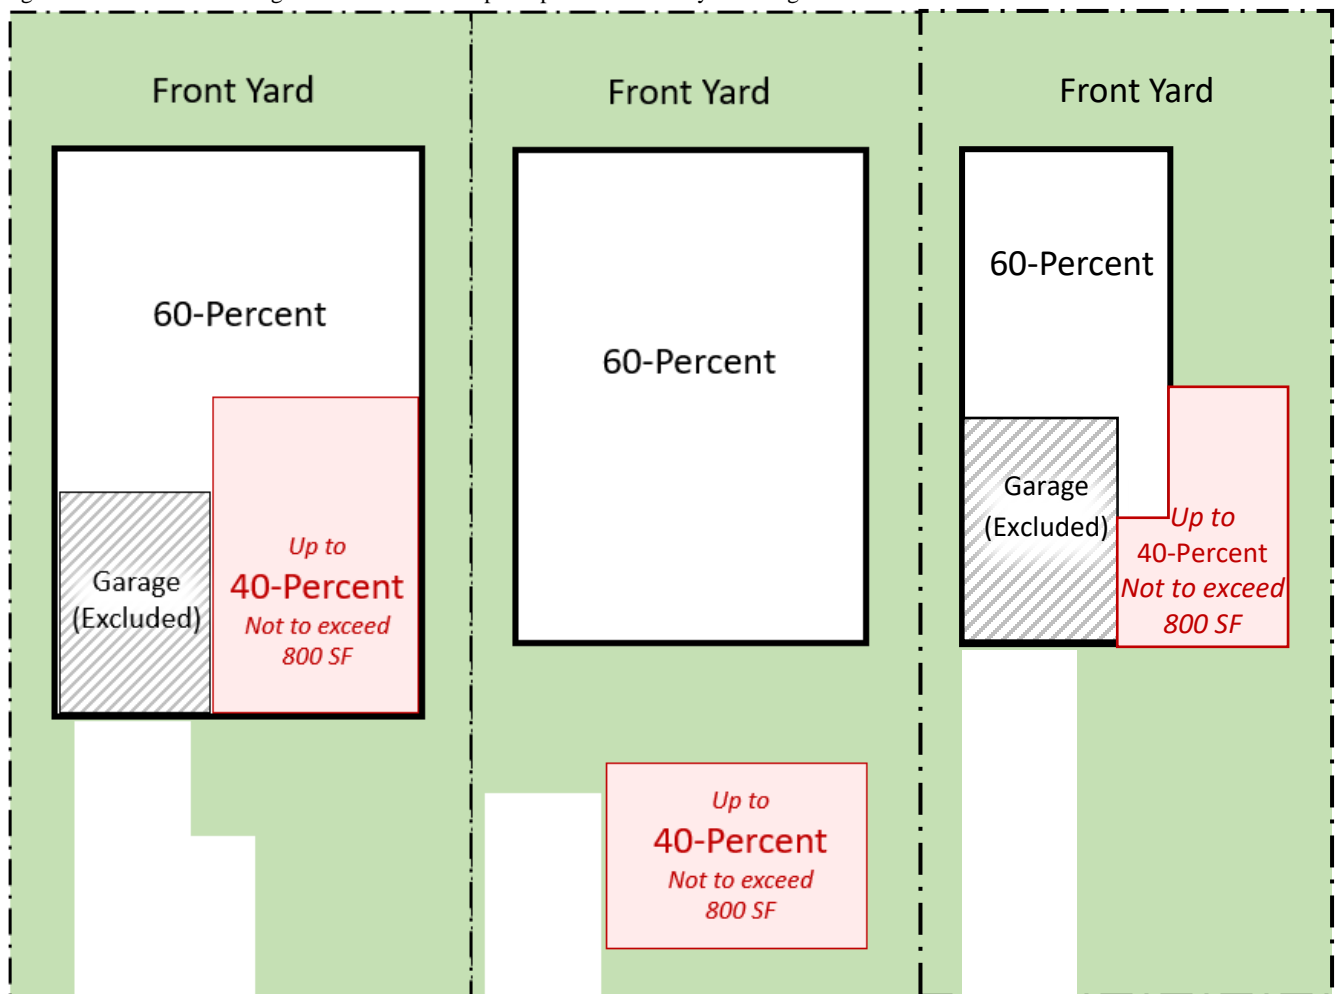 Front Yard
60-Percent
Garage
(Excluded)
Up to
40-Percent
Not to exceed
800 SF
Front Yard
60-Percent
Up to
40-Percent
Not to exceed
800 SF
Front Yard
60-Percent
Garage
(Excluded)
Up to
40-Percent
Not to exceed
800 SF